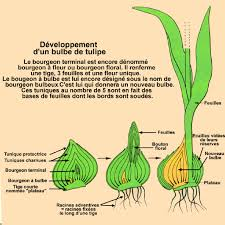 Développement
d'un bulbe de tulipe
Le bourgeon terminal est encore dénommé
bourgeon à fleur ou bourgeon floral. Il renferme
une tige, 3 feuilles et une fleur unique.
Le bougeon à bulbe est lui encore désigné sous le nom de
bourgeon bulbeux C'est lui qui donnera un nouveau bulbe.
Ces tuniques au nombre de 5 sont en fait des
bases de feuilles dont les bords sont soudés.
Feuilles
Feuilles
Bouton
floral
Ecailles vidées
de leurs
réserves
Nouveau
bulbe
Plateau
Tunique protectrice
Tuniques charnues
Bourgeon terminal
Bourgeon à bulbe
Tige courte
nommée "plateau"
Racines adventives
= racines fixées
le long d'une tige